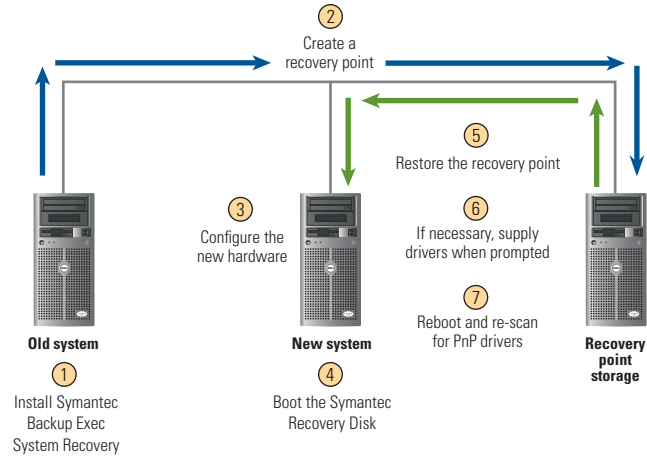 2
Create a
recovery point
5
Restore the recovery point
3
Configure the
new hardware
6
If necessary, supply
drivers when prompted
7
Reboot and re-scan
for PnP drivers
Old system
1
Install Symantec
Backup Exec
System Recovery
New system
4
Boot the Symantec
Recovery Disk
Recovery
point
storage